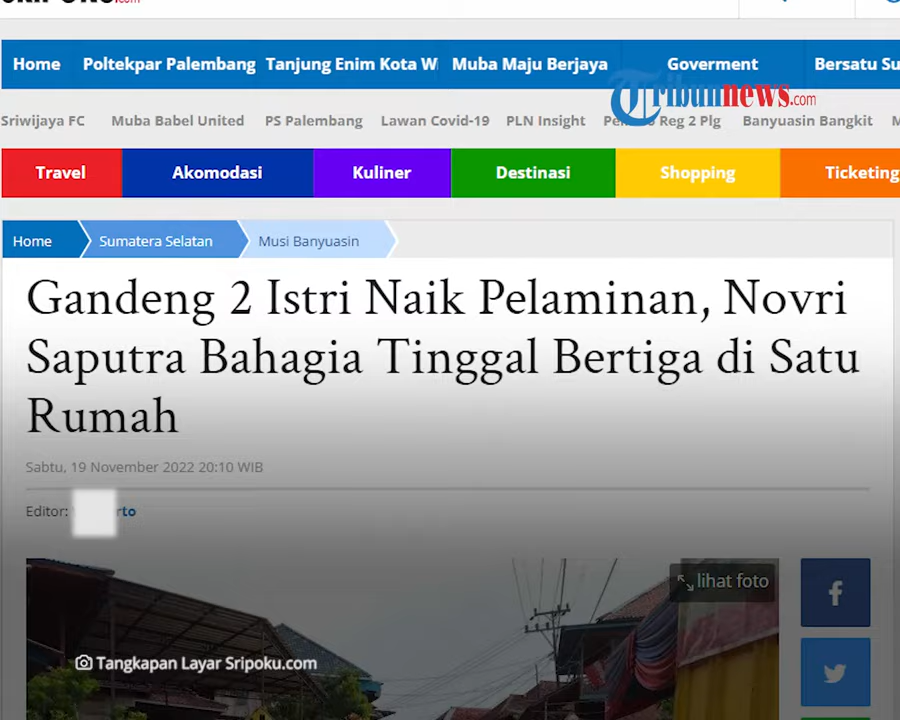 Home Poltekpar Palembang Tanjung Enim Kota W Muba Maju Berjaya Goverment Bersatu Su
Tribunnews.com
Sriwijaya FC Muba Babel United PS Palembang Lawan Covid-19 PLN Insight Reg 2 Plg Banyuasin Bangkit
Travel Akomodasi Kuliner Destinasi Shopping Ticketing
Home Sumatera Selatan Musi Banyuasin
Gandeng 2 Istri Naik Pelaminan, Novri
Saputra Bahagia Tinggal Bertiga di Satu
Rumah
Sabtu, 19 November 2022 20:10 WIB
Editor: rto
lihat foto
Tangkapan Layar Sripoku.com